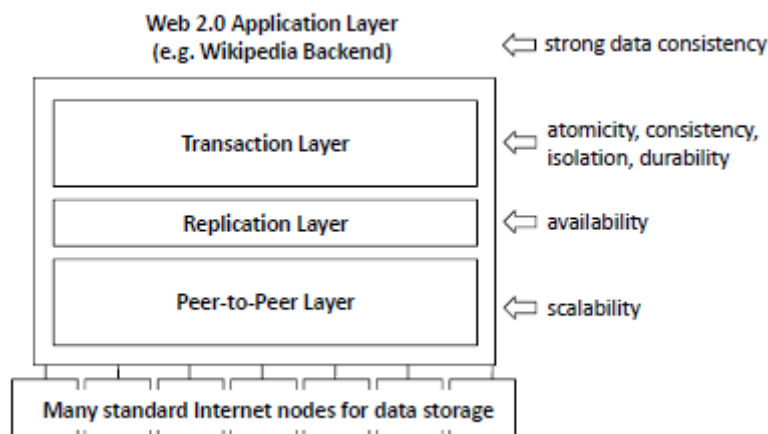 Web 2.0 Application Layer
(e.g. Wikipedia Backend)
strong data consistency
Transaction Layer
atomicity, consistency,
isolation, durability
Replication Layer
availability
Peer-to-Peer Layer
scalability
Many standard Internet nodes for data storage